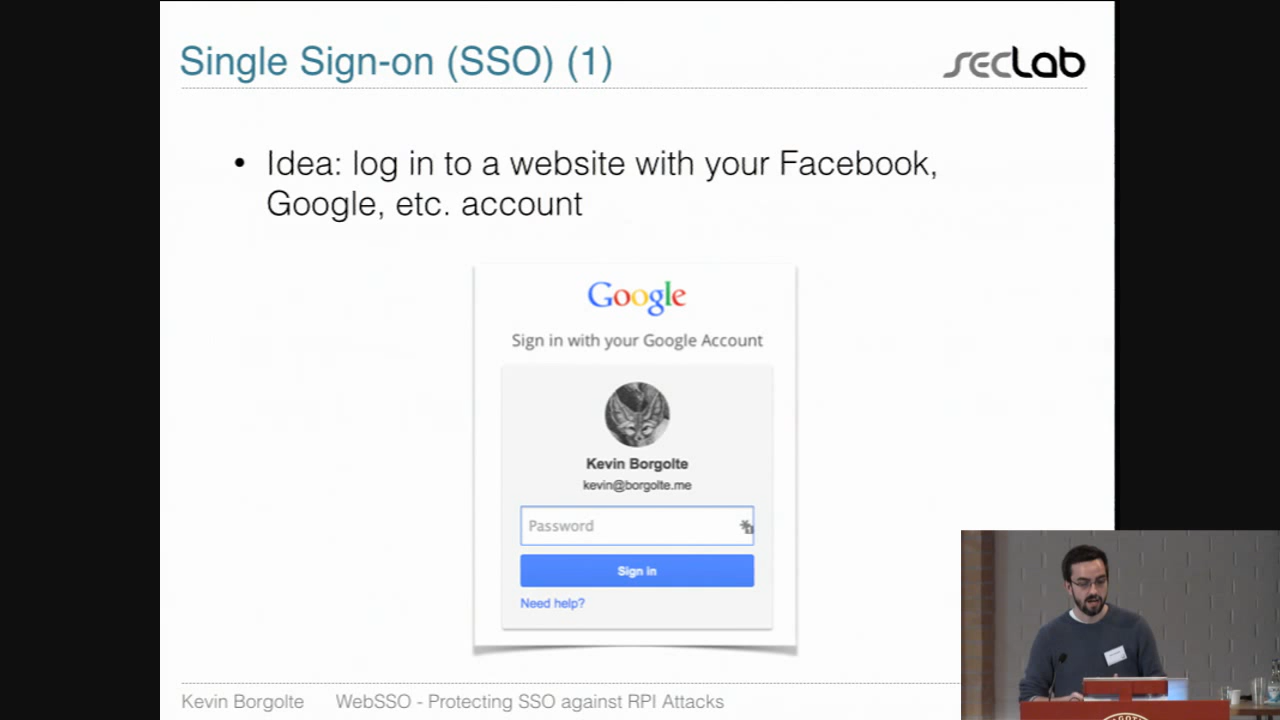 Single Sign-on (SSO) (1)
secLab
• Idea: log in to a website with your Facebook,
Google, etc. account
Google
Sign in with your Google Account
Kevin Borgolte
kevin@borgolte.me
Password
Sign in
Need help?
Kevin Borgolte WebSSO - Protecting SSO against RPI Attacks